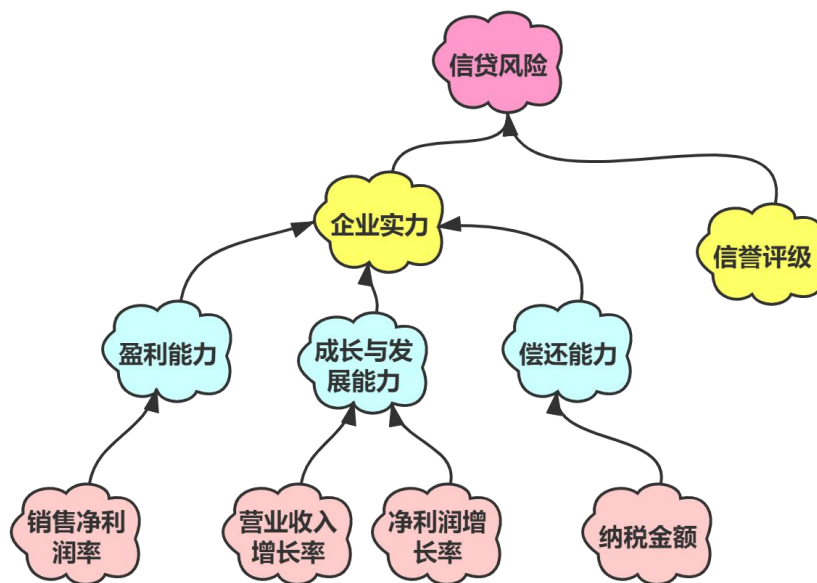 信贷风险
企业实力
信誉评级
盈利能力
成长与发
展能力
偿还能力
销售净利
润率
营业收入
增长率
净利润增
长率
纳税金额